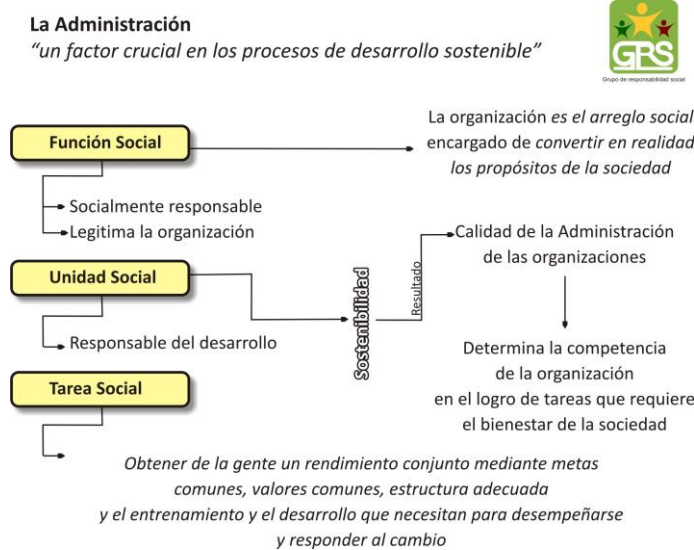 La Administración
“un factor crucial en los procesos de desarrollo sostenible”
GRS
Grupo de responsabilidad social
Función Social
La organización es el arreglo social
encargado de convertir en realidad
los propósitos de la sociedad
Socialmente responsable
Legitima la organización
Unidad Social
Responsable del desarrollo
Sostenibilidad
Resultado
Calidad de la Administración
de las organizaciones
Determina la competencia
de la organización
en el logro de tareas que requiere
el bienestar de la sociedad
Tarea Social
Obtener de la gente un rendimiento conjunto mediante metas
comunes, valores comunes, estructura adecuada
y el entrenamiento y el desarrollo que necesitan para desempeñarse
y responder al cambio